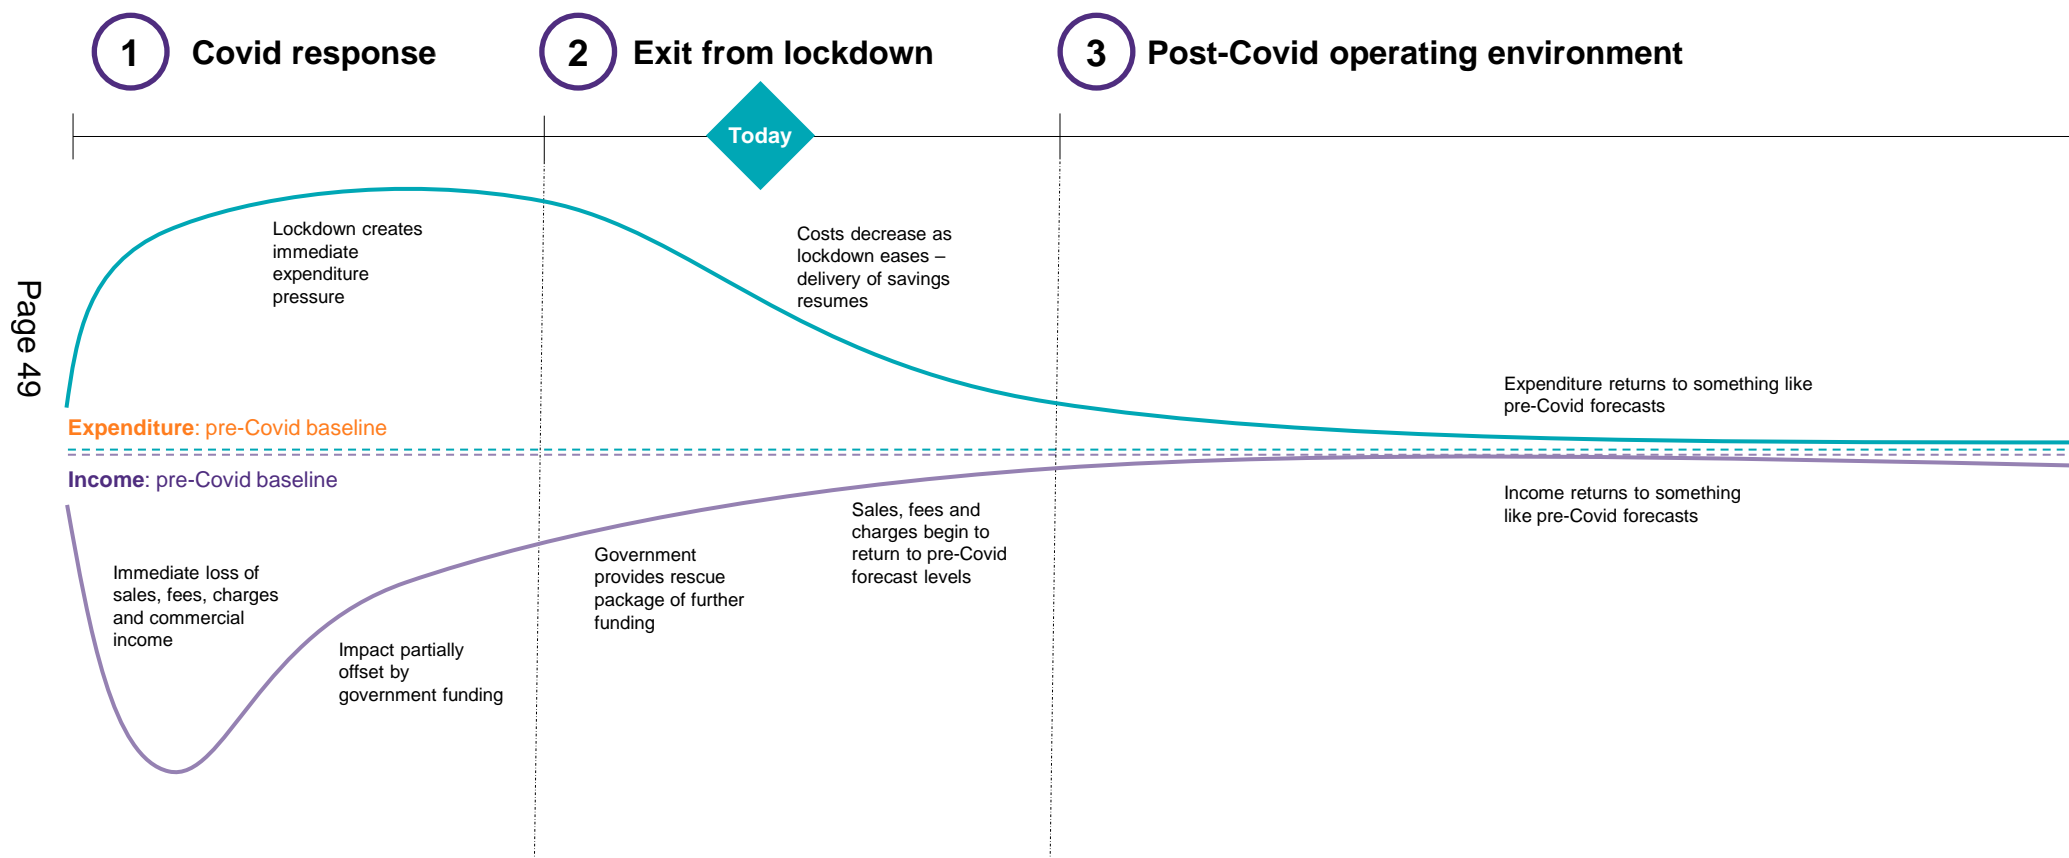 1 Covid response
2 Exit from lockdown
3 Post-Covid operating environment
Today
Lockdown creates
immediate
expenditure
pressure
Costs decrease as
lockdown eases –
delivery of savings
resumes
Page 49
Expenditure returns to something like
pre-Covid forecasts
Expenditure: pre-Covid baseline
Income: pre-Covid baseline
Income returns to something
like pre-Covid forecasts
Sales, fees and
charges begin to
return to pre-Covid
forecast levels
Government
provides rescue
package of further
funding
Immediate loss of
sales, fees, charges
and commercial
income
Impact partially
offset by
government funding